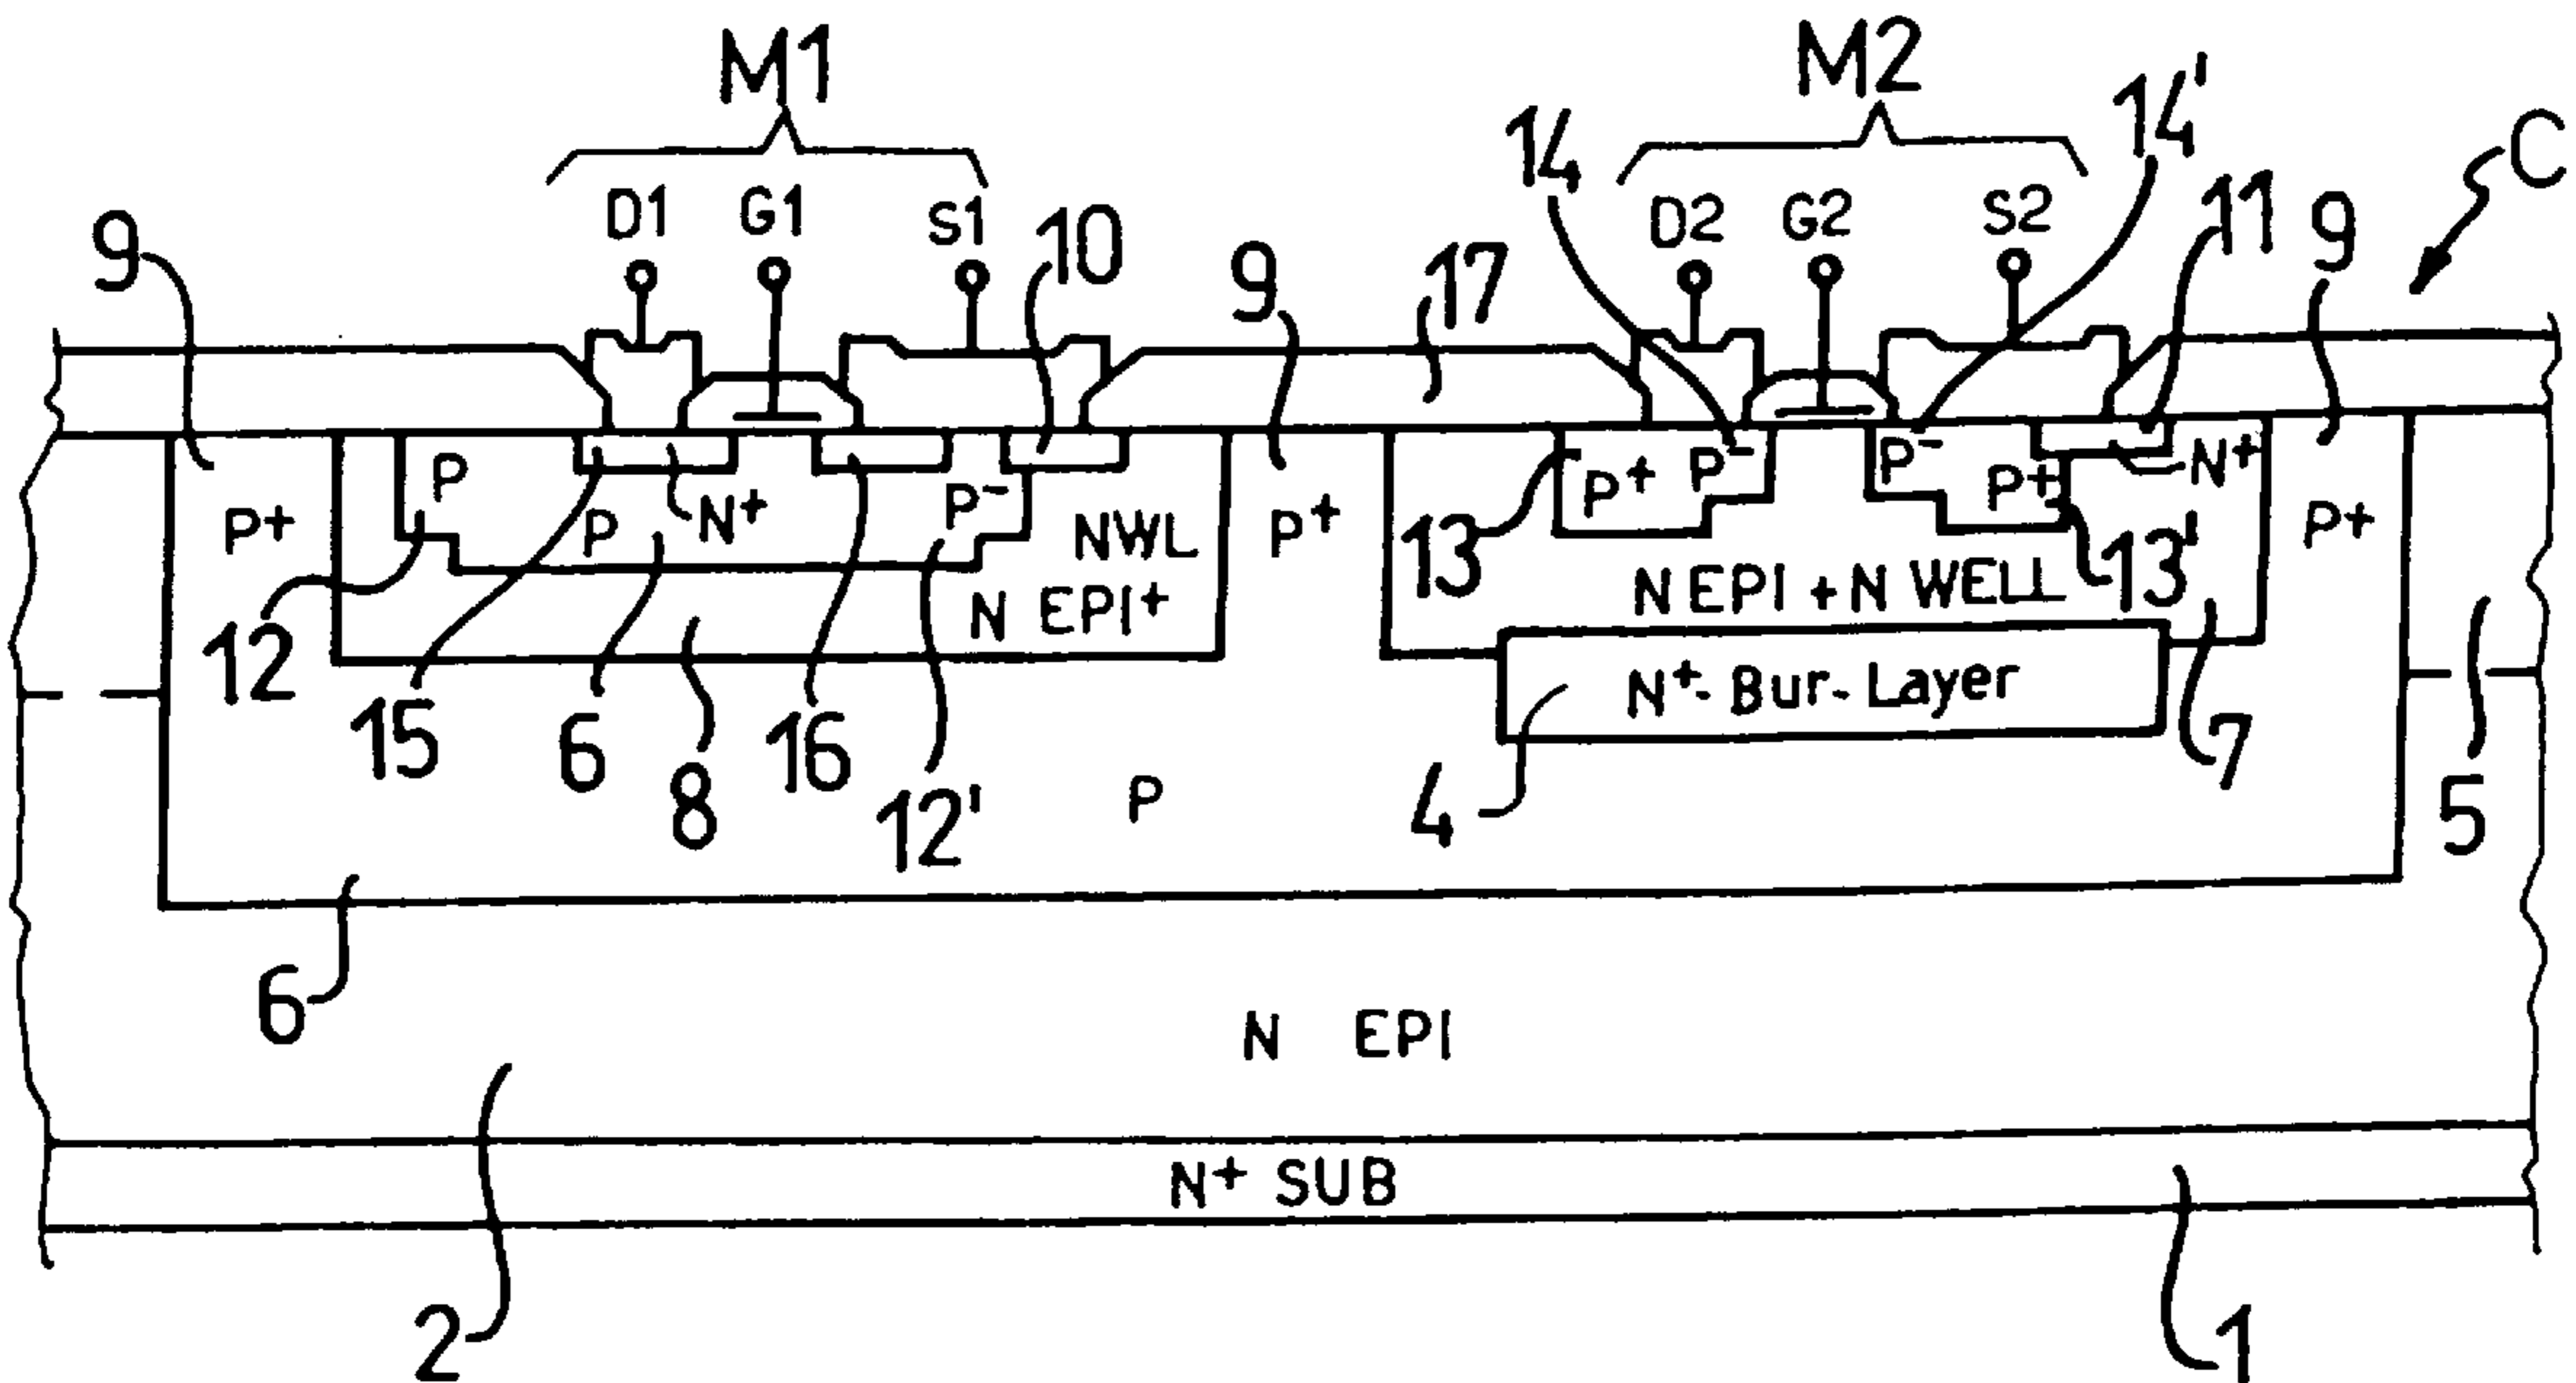 M1 M2
14 14' C
D1 G1 S1 10 D2 G2 S2 11 9
9 9 17
P N+ P- P+ P- P- P+ N+
P+ P NWL P+ 13 13' P+
N EPI+ N EPI + N WELL
12 N+- Bur- Layer
15 6 8 16 12' P 4 7 5
6
N EPI
N+ SUB
2 1